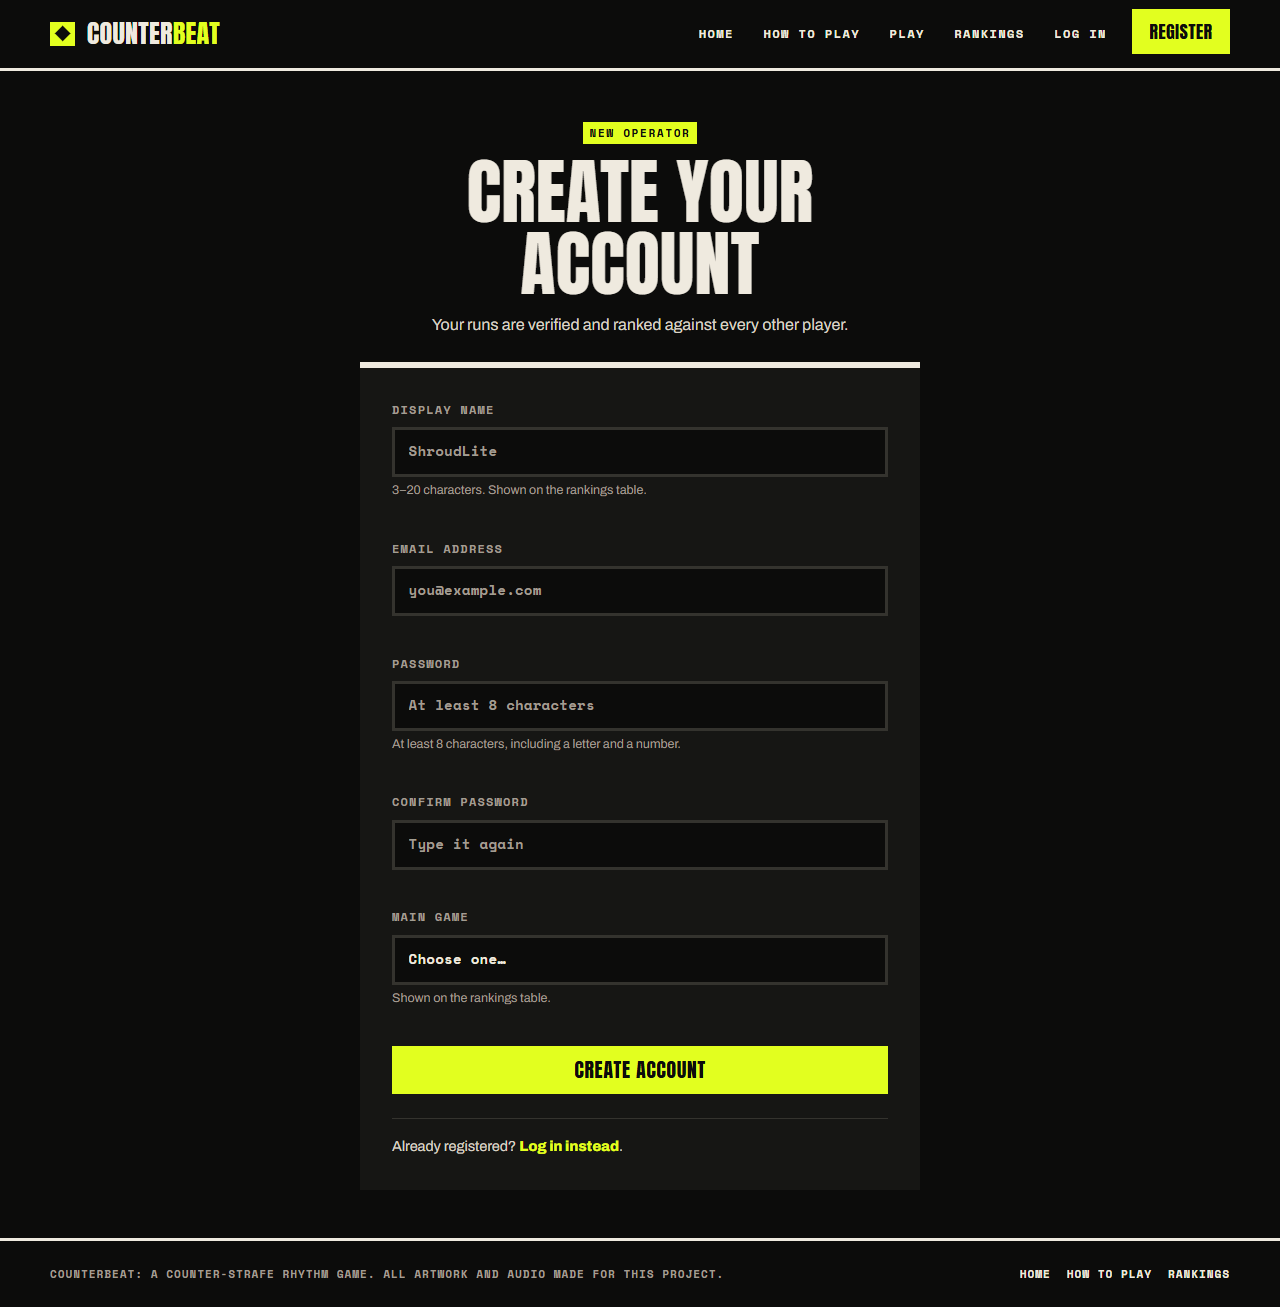 COUNTERBEAT
HOME HOW TO PLAY PLAY RANKINGS LOG IN REGISTER
NEW OPERATOR
CREATE YOUR
ACCOUNT
Your runs are verified and ranked against every other player.
DISPLAY NAME
ShroudLite
3–20 characters. Shown on the rankings table.
EMAIL ADDRESS
you@example.com
PASSWORD
At least 8 characters
At least 8 characters, including a letter and a number.
CONFIRM PASSWORD
Type it again
MAIN GAME
Choose one…
Shown on the rankings table.
CREATE ACCOUNT
Already registered? Log in instead.
COUNTERBEAT: A COUNTER-STRAFE RHYTHM GAME. ALL ARTWORK AND AUDIO MADE FOR THIS PROJECT.
HOME HOW TO PLAY RANKINGS